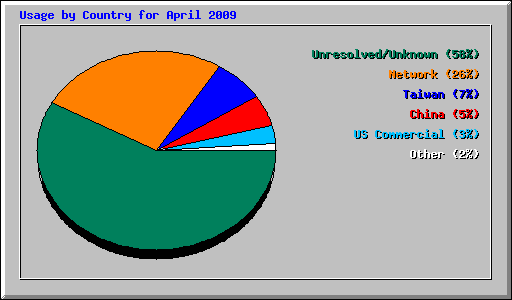 Usage by Country for April 2009
Unresolved/Unknown (58%)
Network (26%)
Taiwan (7%)
China (5%)
US Commercial (3%)
Other (2%)